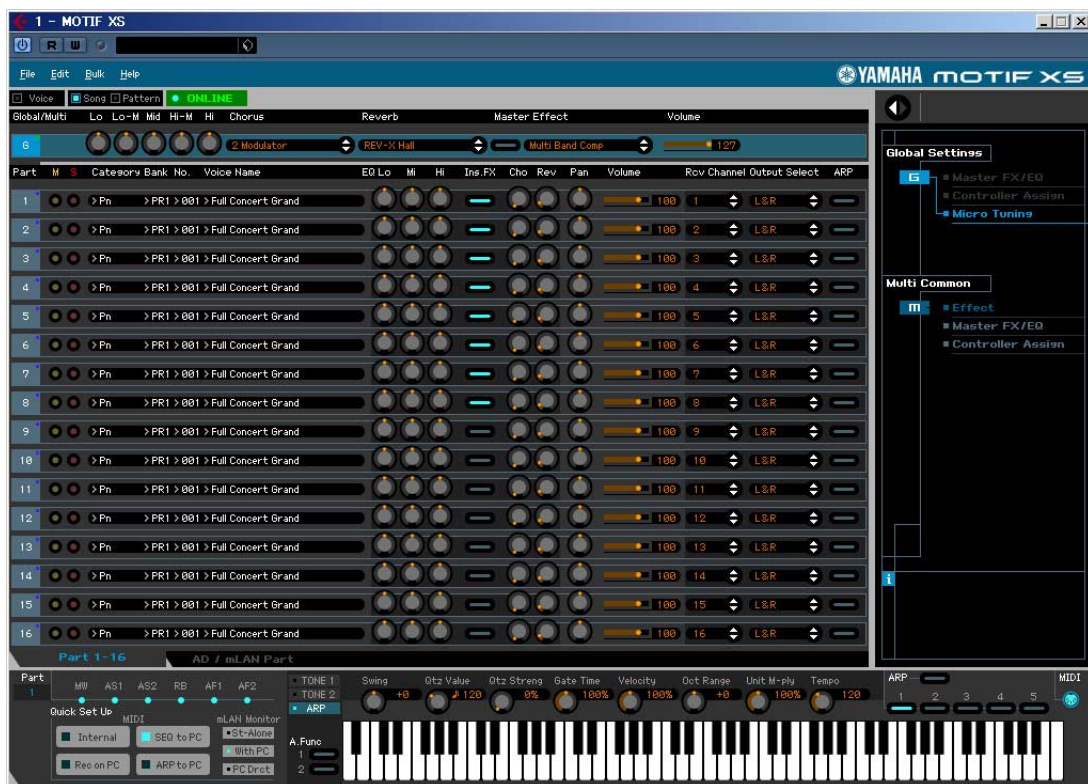 1 - MOTIF XS
R W
File Edit Bulk Help
YAMAHA MOTIF XS
Voice Song Pattern ONLINE
Global/Multi Lo Lo-M Mid Hi-M Hi Chorus Reverb Master Effect Volume
G 2 Modulator REV-X Hall Multi Band Comp 127
Part M S Category Bank No. Voice Name EQ Lo Mi Hi Ins.FX Cho Rev Pan Volume Rcv Channel Output Select ARP
1 > Pn > PR1 > 001 > Full Concert Grand 100 1 L&R
2 > Pn > PR1 > 001 > Full Concert Grand 100 2 L&R
3 > Pn > PR1 > 001 > Full Concert Grand 100 3 L&R
4 > Pn > PR1 > 001 > Full Concert Grand 100 4 L&R
5 > Pn > PR1 > 001 > Full Concert Grand 100 5 L&R
6 > Pn > PR1 > 001 > Full Concert Grand 100 6 L&R
7 > Pn > PR1 > 001 > Full Concert Grand 100 7 L&R
8 > Pn > PR1 > 001 > Full Concert Grand 100 8 L&R
9 > Pn > PR1 > 001 > Full Concert Grand 100 9 L&R
10 > Pn > PR1 > 001 > Full Concert Grand 100 10 L&R
11 > Pn > PR1 > 001 > Full Concert Grand 100 11 L&R
12 > Pn > PR1 > 001 > Full Concert Grand 100 12 L&R
13 > Pn > PR1 > 001 > Full Concert Grand 100 13 L&R
14 > Pn > PR1 > 001 > Full Concert Grand 100 14 L&R
15 > Pn > PR1 > 001 > Full Concert Grand 100 15 L&R
16 > Pn > PR1 > 001 > Full Concert Grand 100 16 L&R
Part 1-16 AD / mLAN Part
Global Settings
G Master FX/EQ
Controller Assign
Micro Tuning
Multi Common
m Effect
Master FX/EQ
Controller Assign
i
Part
1
MW AS1 AS2 RB AF1 AF2
Quick Set Up
MIDI
mLAN Monitor
Internal SEQ to PC St-Alone
With PC
Rec on PC ARP to PC PC Drct
TONE 1
TONE 2
ARP
Swing Qtz Value Qtz Streng Gate Time Velocity Oct Range Unit M-ply Tempo
+0 120 0% 100% 100% +0 100% 120
A.Func
1
2
ARP
1 2 3 4 5
MIDI